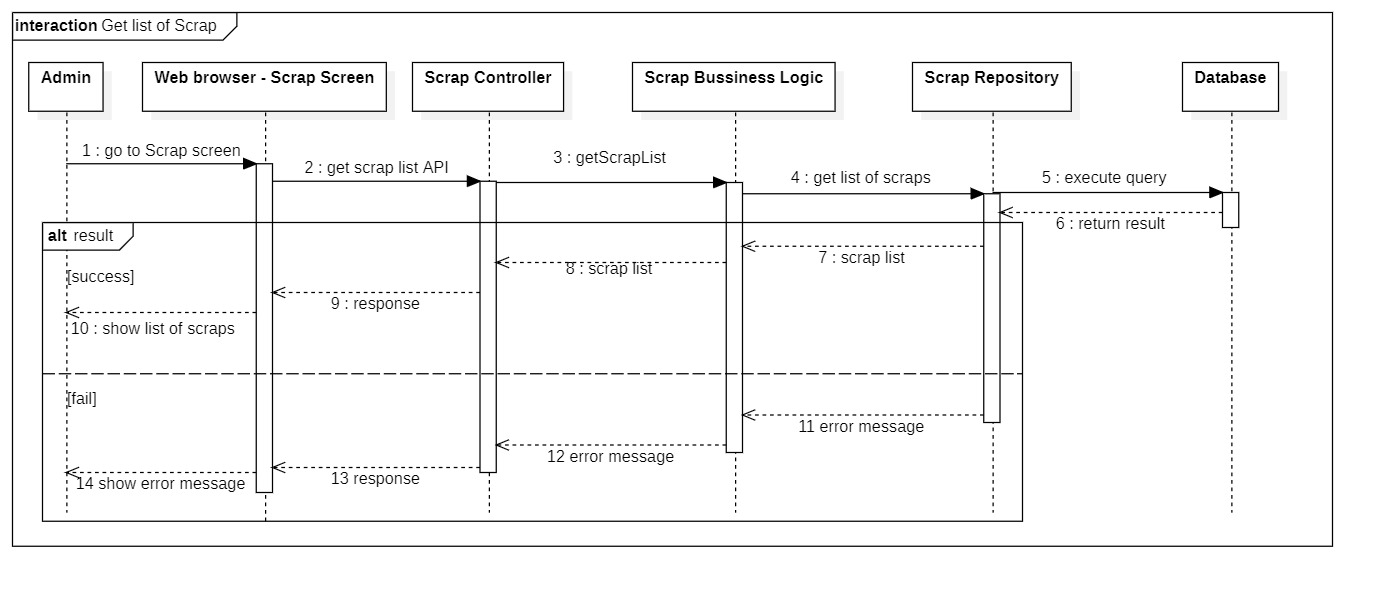 interaction Get list of Scrap
Admin
Web browser - Scrap Screen
Scrap Controller
Scrap Bussiness Logic
Scrap Repository
Database
1 : go to Scrap screen
2 : get scrap list API
3 : getScrapList
4 : get list of scraps
5 : execute query
6 : return result
alt result
[success]
7 : scrap list
8 : scrap list
9 : response
10 : show list of scraps
[fail]
11 error message
12 error message
13 response
14 show error message